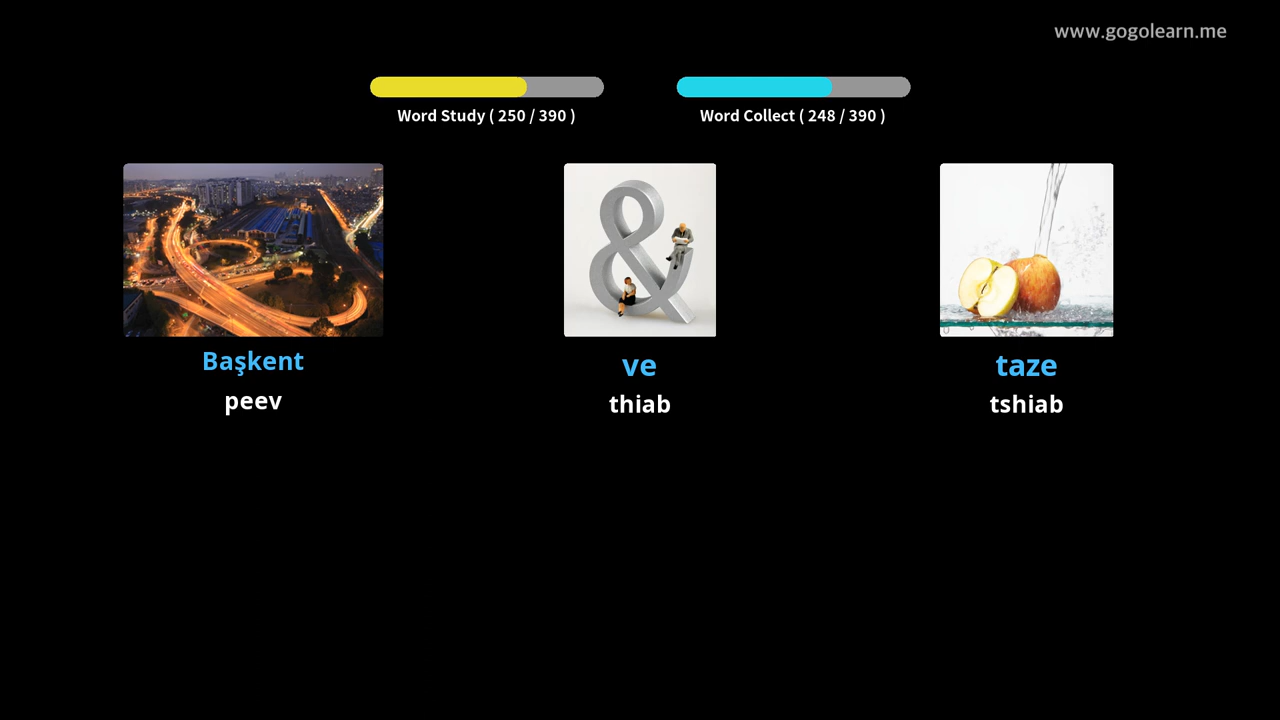 www.gogolearn.me
Word Study ( 250 / 390 )
Word Collect ( 248 / 390 )
Başkent
peev
ve
thiab
taze
tshiab